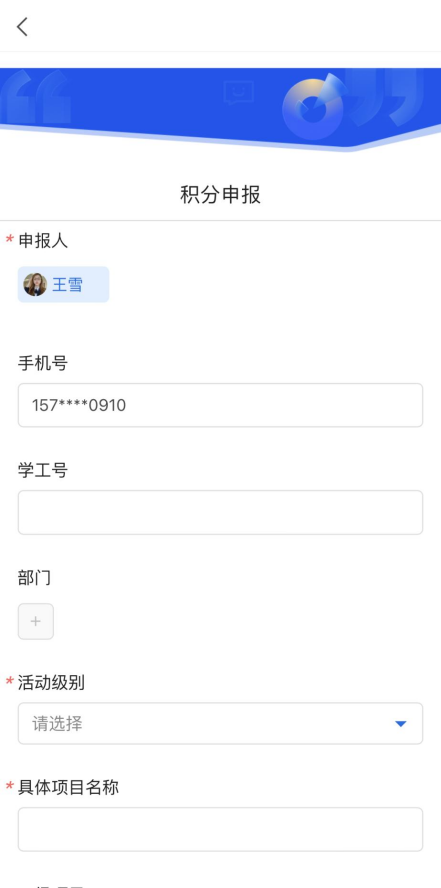 积分申报
* 申报人
王雪
手机号
157****0910
学工号
部门
+
* 活动级别
请选择
* 具体项目名称